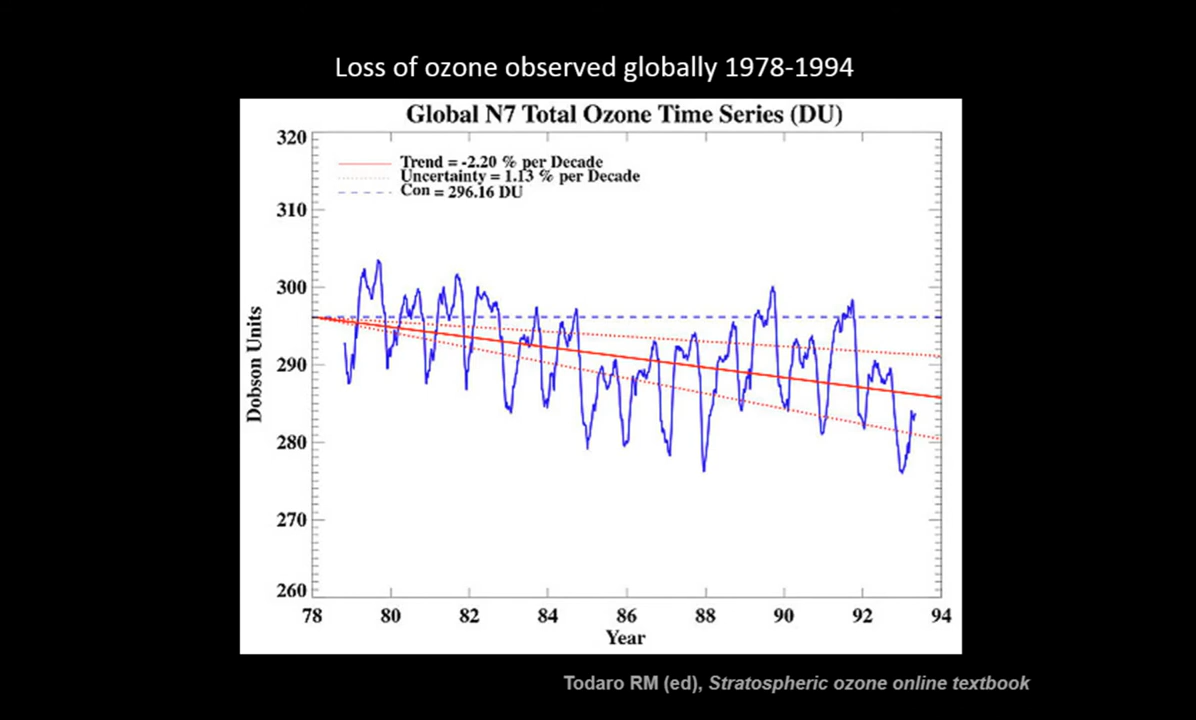 Loss of ozone observed globally 1978-1994
Global N7 Total Ozone Time Series (DU)
320
Trend = -2.20 % per Decade
Uncertainty = 1.13 % per Decade
Con = 296.16 DU
310
300
290
280
270
260
Dobson Units
78 80 82 84 86 88 90 92 94
Year
Todaro RM (ed), Stratospheric ozone online textbook